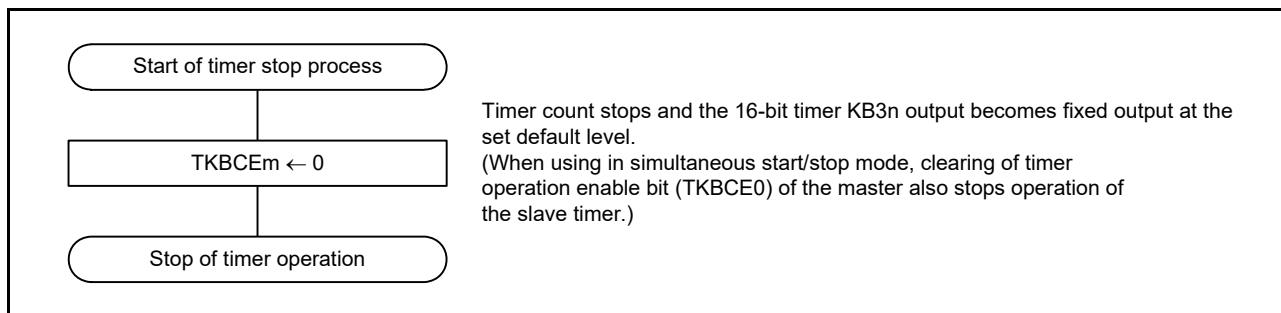 Start of timer stop process
TKBCEm ← 0
Stop of timer operation
Timer count stops and the 16-bit timer KB3n output becomes fixed output at the
set default level.
(When using in simultaneous start/stop mode, clearing of timer
operation enable bit (TKBCE0) of the master also stops operation of
the slave timer.)